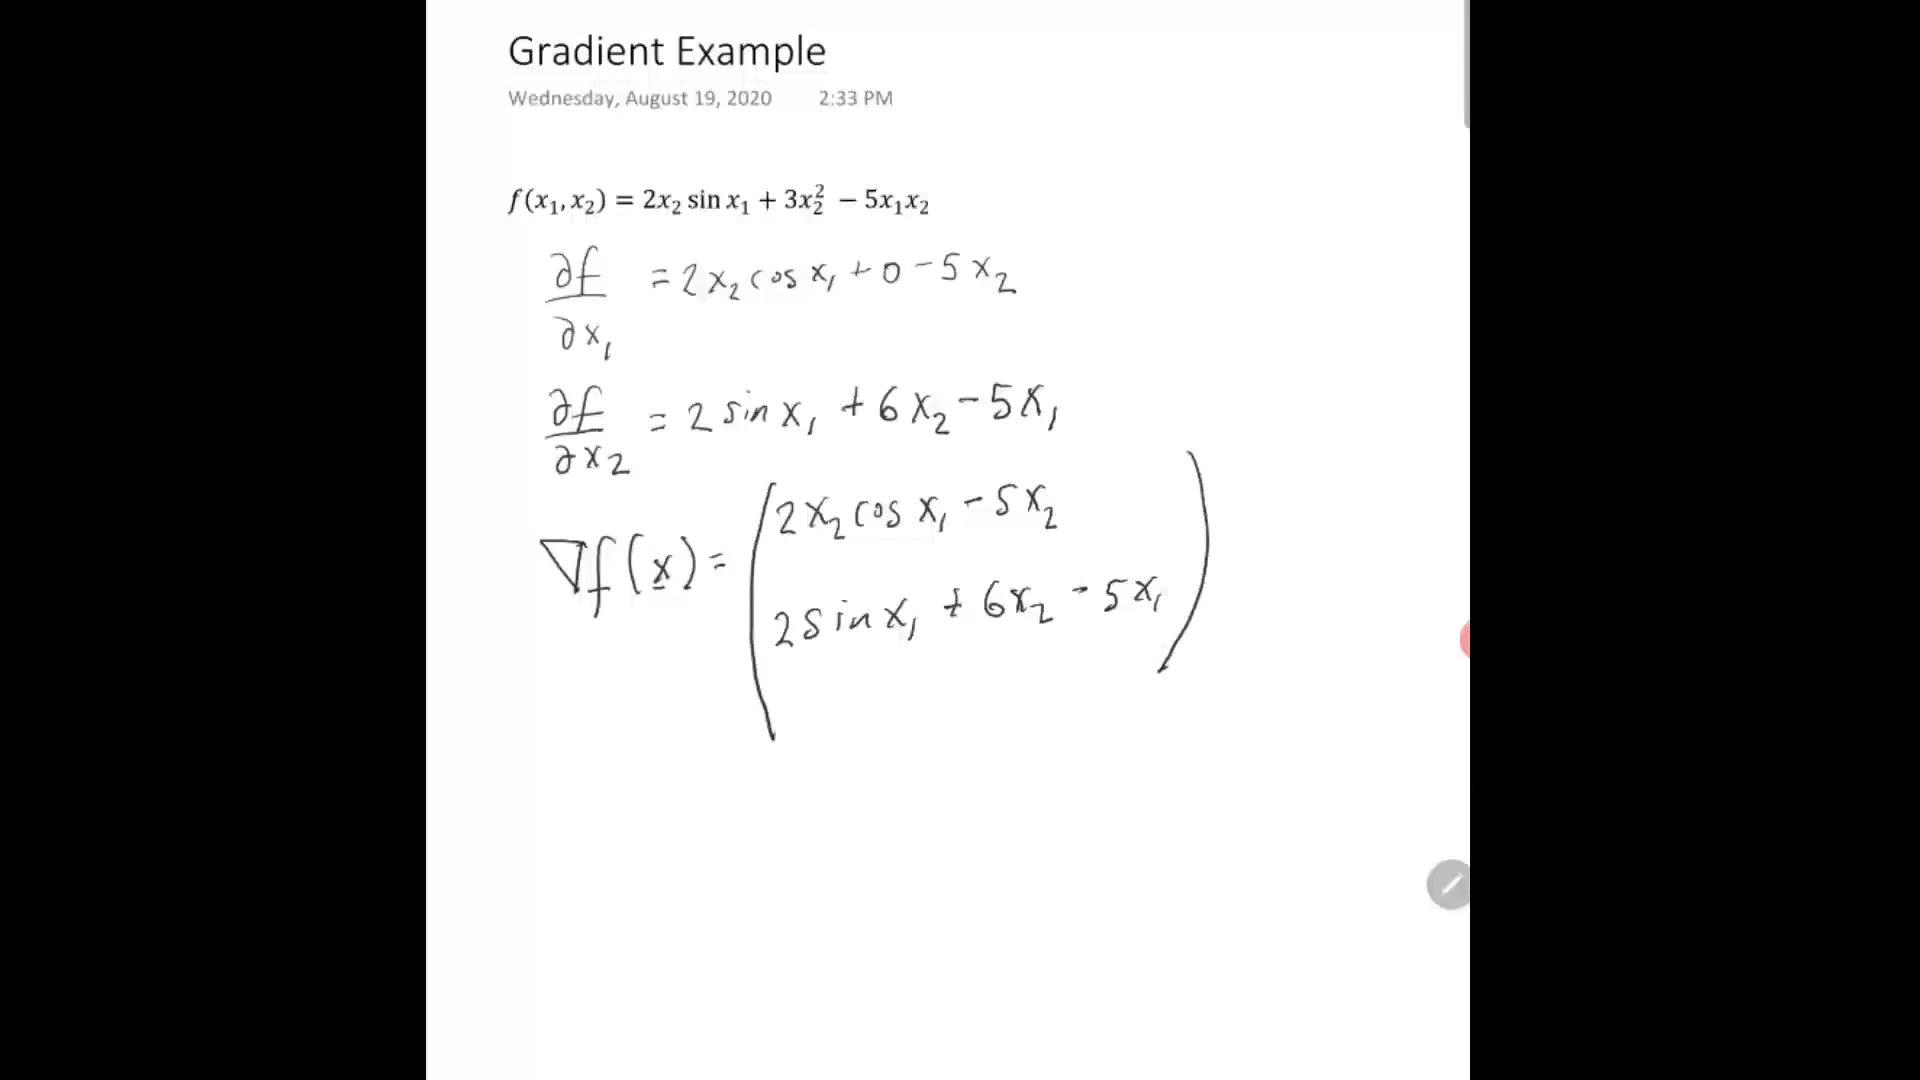 Gradient Example
Wednesday, August 19, 2020 2:33 PM
f(x₁, x₂) = 2x₂ sin x₁ + 3x₂² − 5x₁x₂
∂f/∂x₁ = 2x₂ cos x₁ + 0 − 5x₂
∂f/∂x₂ = 2 sin x₁ + 6x₂ − 5x₁
∇f(x) = (2x₂ cos x₁ − 5x₂
2 sin x₁ + 6x₂ − 5x₁)